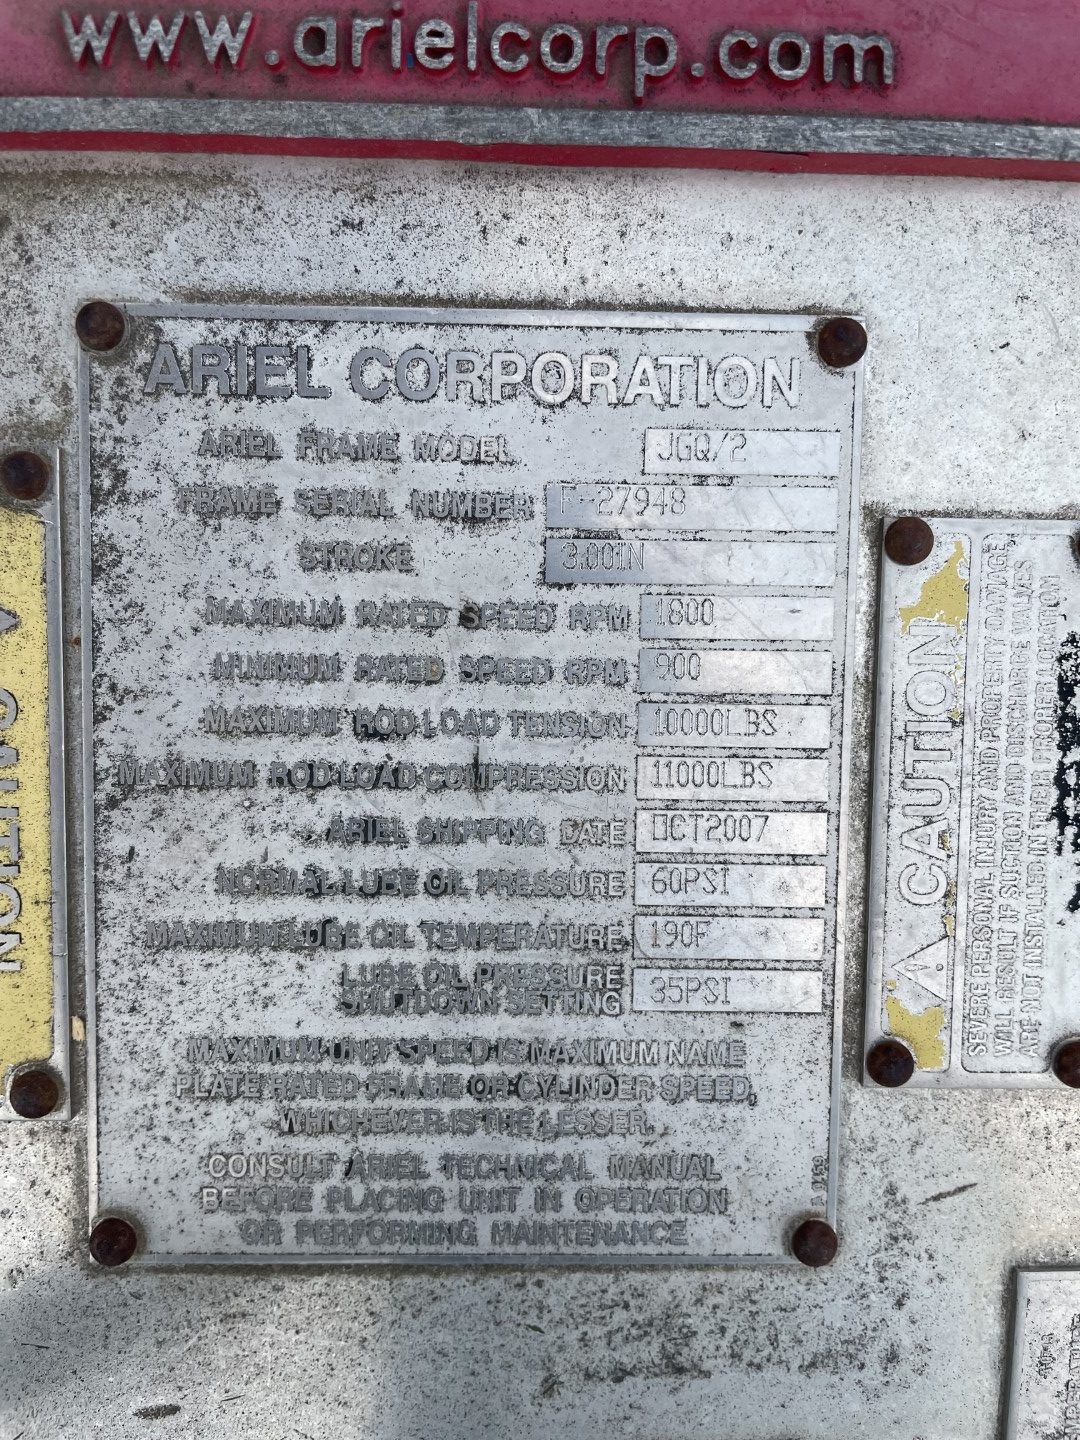 www.arielcorp.com
ARIEL CORPORATION
ARIEL FRAME MODEL JGQ/2
FRAME SERIAL NUMBER F-27948
STROKE 3.00IN
MAXIMUM RATED SPEED RPM 1800
MINIMUM RATED SPEED RPM 900
MAXIMUM ROD LOAD TENSION 10000LBS
MAXIMUM ROD LOAD COMPRESSION 11000LBS
ARIEL SHIPPING DATE OCT2007
NORMAL LUBE OIL PRESSURE 60PSI
MAXIMUM LUBE OIL TEMPERATURE 190F
LUBE OIL PRESSURE
SHUTDOWN SETTING 35PSI
MAXIMUM UNIT SPEED IS MAXIMUM NAME
PLATE RATED FRAME OR CYLINDER SPEED,
WHICHEVER IS THE LESSER.
CONSULT ARIEL TECHNICAL MANUAL
BEFORE PLACING UNIT IN OPERATION
OR PERFORMING MAINTENANCE
CAUTION
SEVERE PERSONAL INJURY AND PROPERTY DAMAGE
WILL RESULT IF SUCTION AND DISCHARGE VALVES
ARE NOT INSTALLED IN THEIR PROPER LOCATION
CAUTION